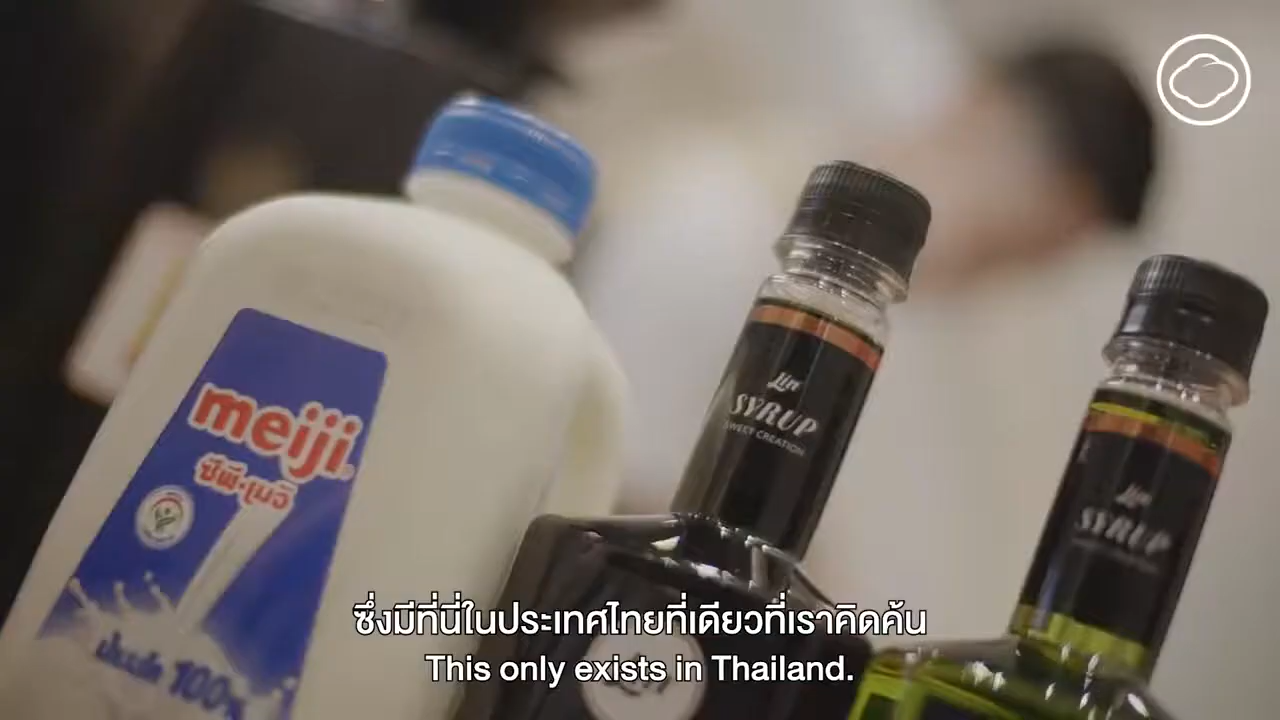 meiji
ซีพี-เมจิ
100%
Lin
SYRUP
SWEET CREATION
Lin
SYRUP
ซึ่งมีที่นี่ในประเทศไทยที่เดียวที่เราคิดค้น
This only exists in Thailand.